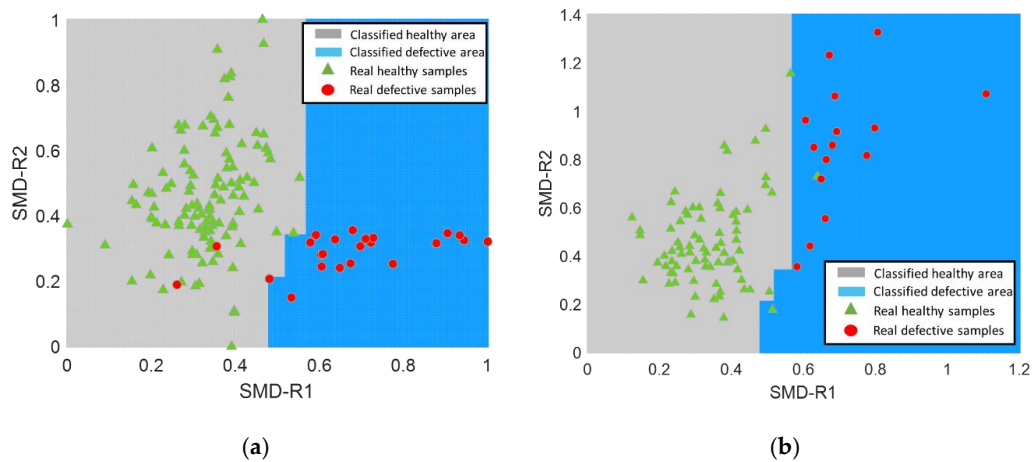 1
0.8
0.6
0.4
0.2
0
SMD-R2
Classified healthy area
Classified defective area
Real healthy samples
Real defective samples
0 0.2 0.4 0.6 0.8 1
SMD-R1
(a)
1.4
1.2
1
0.8
0.6
0.4
0.2
0
SMD-R2
Classified healthy area
Classified defective area
Real healthy samples
Real defective samples
0 0.2 0.4 0.6 0.8 1 1.2
SMD-R1
(b)